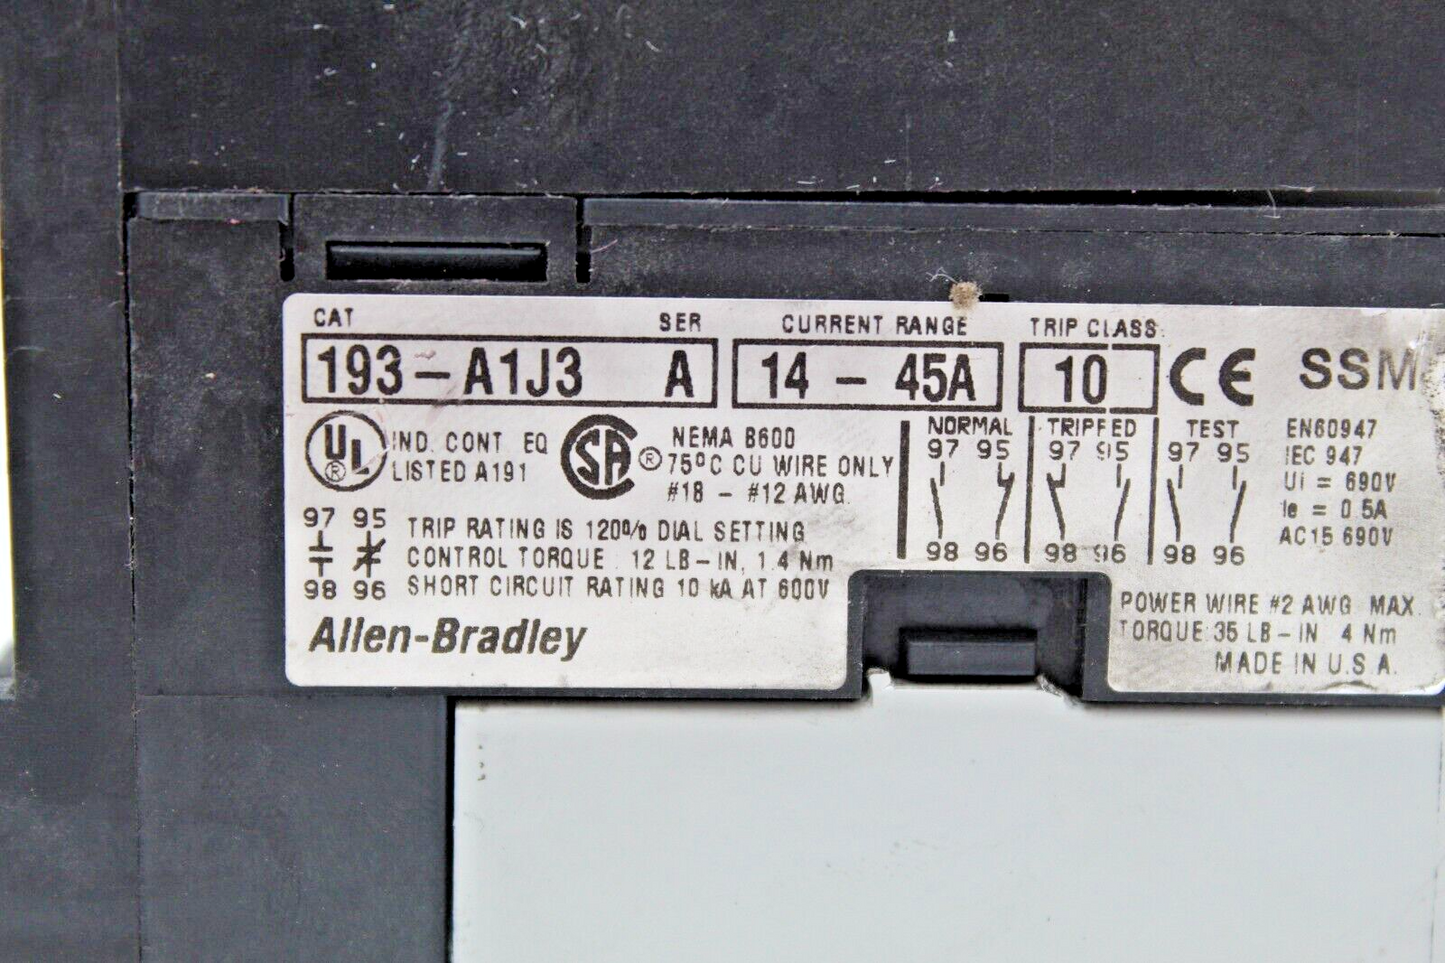 CAT SER CURRENT RANGE TRIP CLASS
193-A1J3 A 14 - 45A 10 CE SSM
UL ® IND. CONT EQ
LISTED A191
SA ® NEMA B600
75°C CU WIRE ONLY
#18 - #12 AWG.
NORMAL TRIPPED TEST
97 95 97 95 97 95
98 96 98 96 98 96
EN60947
IEC 947
Ui = 690V
Ie = 0.5A
AC15 690V
97 95
98 96
TRIP RATING IS 120% DIAL SETTING
CONTROL TORQUE: 12 LB-IN, 1.4 Nm
SHORT CIRCUIT RATING 10 kA AT 600V
Allen-Bradley
POWER WIRE #2 AWG MAX.
TORQUE: 35 LB-IN 4 Nm
MADE IN U.S.A.